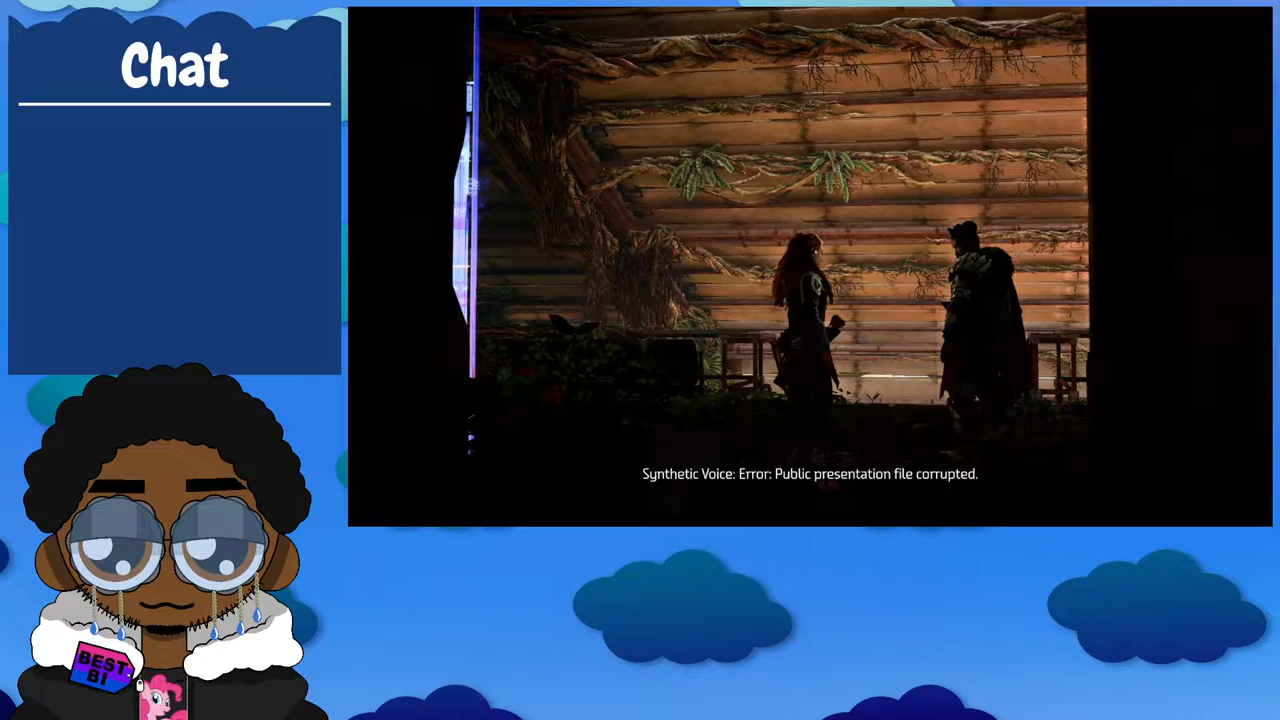 Chat
Synthetic Voice: Error: Public presentation file corrupted.
BEST
BI